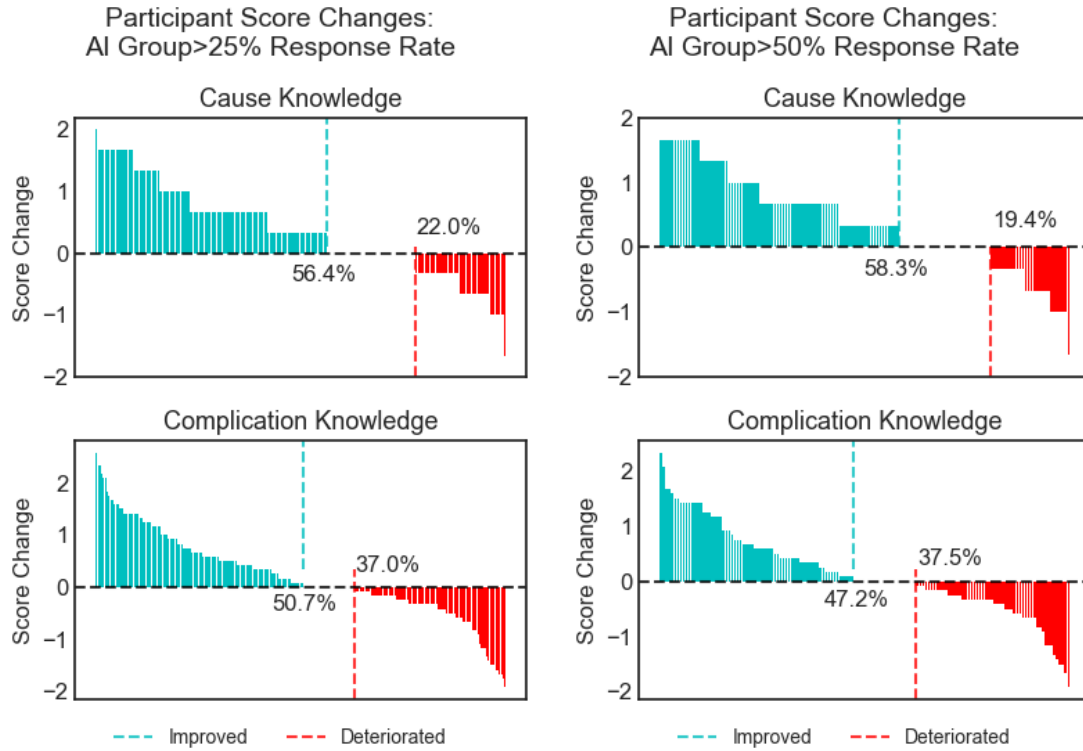 Participant Score Changes:
AI Group>25% Response Rate
Cause Knowledge
Score Change
2
1
0
−1
−2
22.0%
56.4%
Complication Knowledge
Score Change
2
1
0
−1
−2
37.0%
50.7%
Improved
Deteriorated
Participant Score Changes:
AI Group>50% Response Rate
Cause Knowledge
Score Change
2
1
0
−1
−2
19.4%
58.3%
Complication Knowledge
Score Change
2
1
0
−1
−2
37.5%
47.2%
Improved
Deteriorated